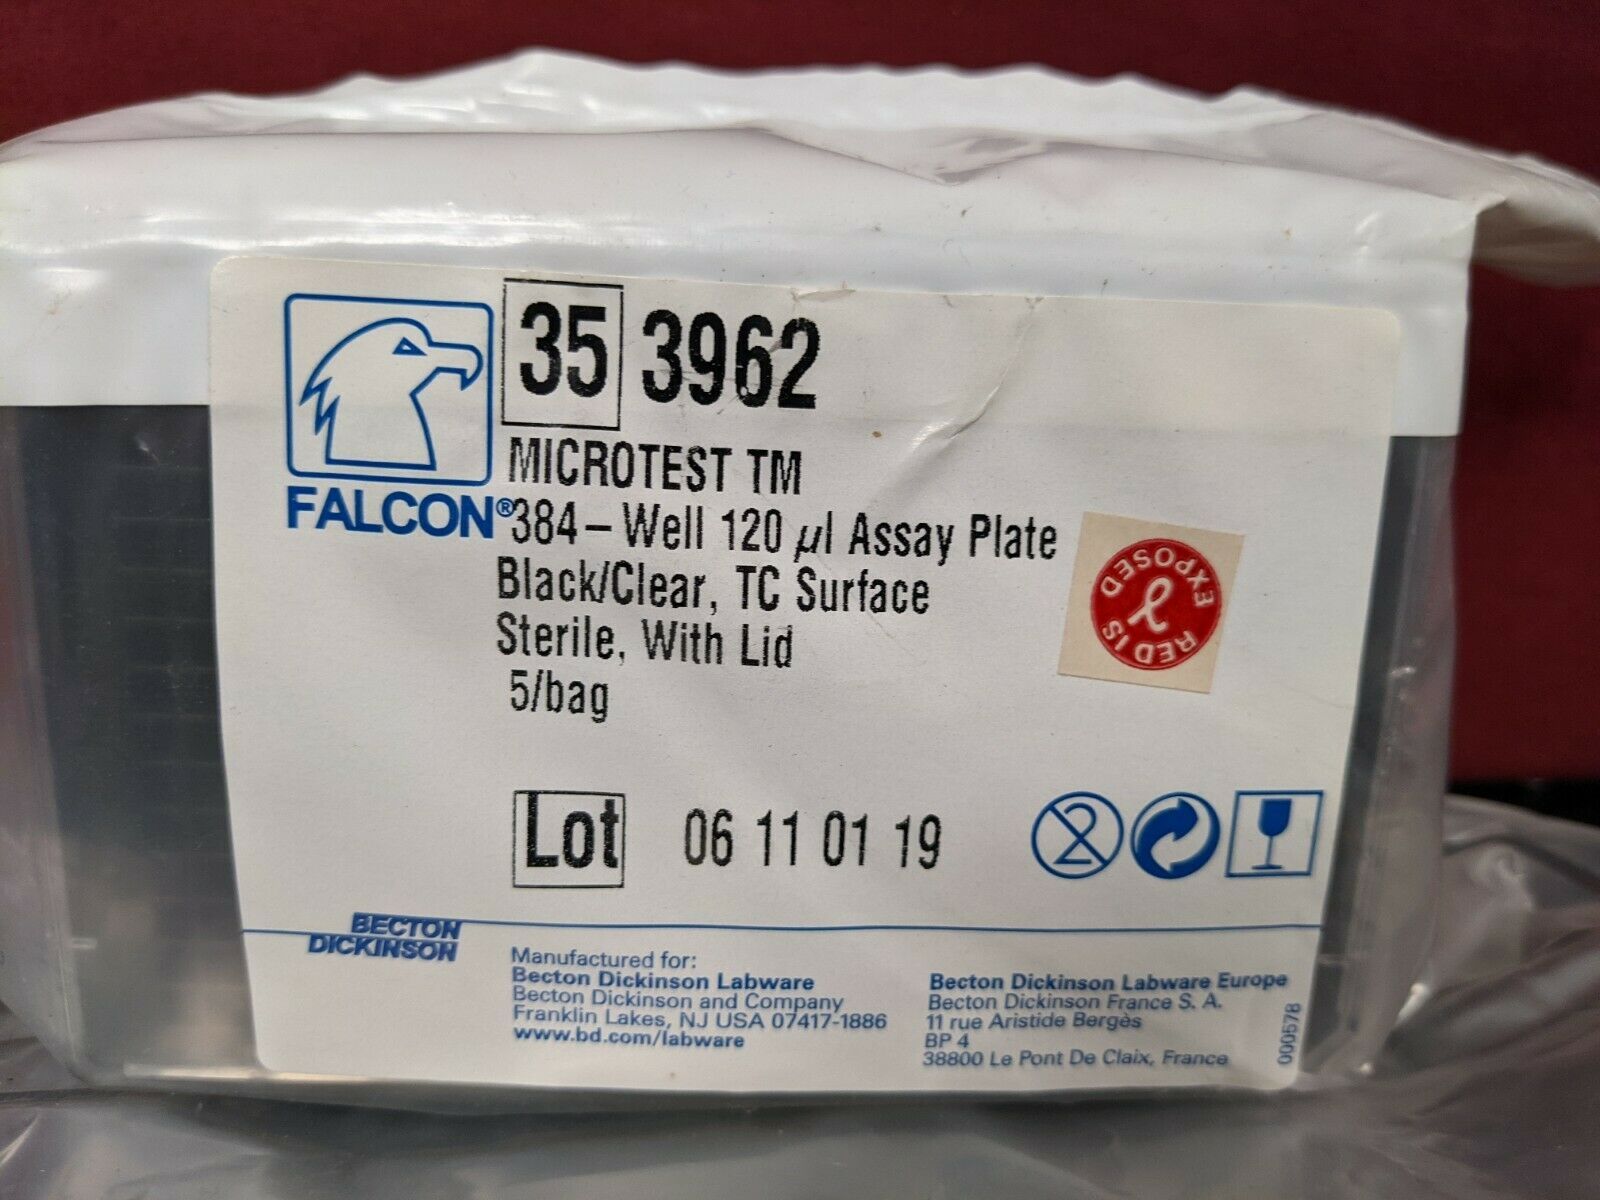 35 3962
MICROTEST TM
FALCON®
384 – Well 120 µl Assay Plate
Black/Clear, TC Surface
Sterile, With Lid
5/bag
RED IS EXPOSED
Lot 06 11 01 19
2
BECTON
DICKINSON
Manufactured for:
Becton Dickinson Labware
Becton Dickinson and Company
Franklin Lakes, NJ USA 07417-1886
www.bd.com/labware
Becton Dickinson Labware Europe
Becton Dickinson France S. A.
11 rue Aristide Bergès
BP 4
38800 Le Pont De Claix, France
000578